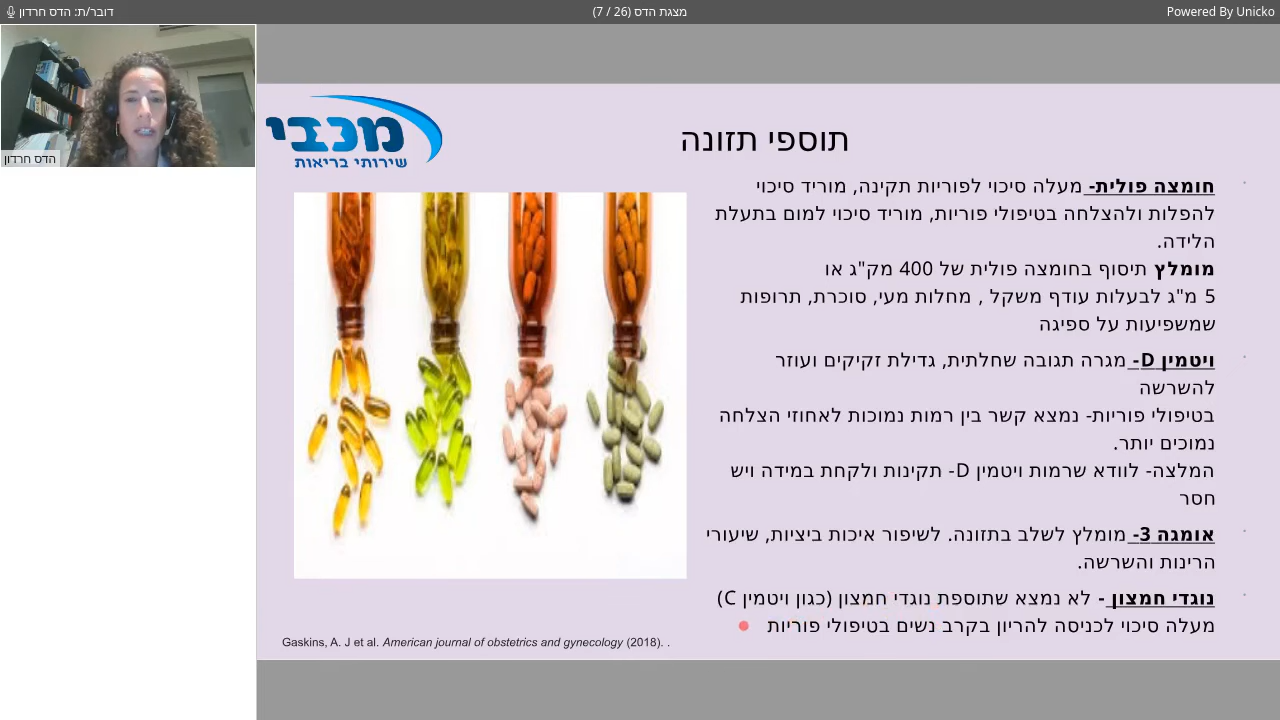 דובר/ת: הדס חרדון
מצגת הדס (26 / 7)
Powered By Unicko
הדס חרדון
מכבי
שירותי בריאות
תוספי תזונה
חומצה פולית- מעלה סיכוי לפוריות תקינה, מוריד סיכוי
להפלות ולהצלחה בטיפולי פוריות, מוריד סיכוי למום בתעלת
הלידה.
מומלץ תיסוף בחומצה פולית של 400 מק"ג או
5 מ"ג לבעלות עודף משקל , מחלות מעי, סוכרת, תרופות
שמשפיעות על ספיגה
ויטמין D- מגרה תגובה שחלתית, גדילת זקיקים ועוזר
להשרשה
בטיפולי פוריות- נמצא קשר בין רמות נמוכות לאחוזי הצלחה
נמוכים יותר.
המלצה- לוודא שרמות ויטמין D- תקינות ולקחת במידה ויש
חסר
אומגה 3- מומלץ לשלב בתזונה. לשיפור איכות ביציות, שיעורי
הרינות והשרשה.
נוגדי חמצון - לא נמצא שתוספת נוגדי חמצון (כגון ויטמין C)
מעלה סיכוי לכניסה להריון בקרב נשים בטיפולי פוריות
Gaskins, A. J et al. American journal of obstetrics and gynecology (2018). .